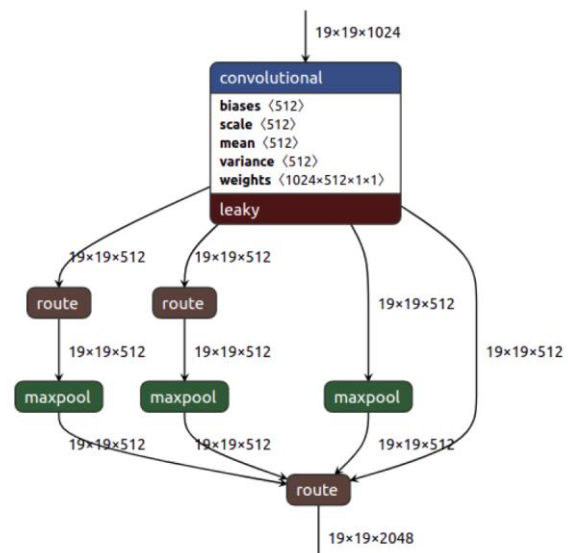 19×19×1024
convolutional
biases 〈512〉
scale 〈512〉
mean 〈512〉
variance 〈512〉
weights 〈1024×512×1×1〉
leaky
19×19×512 19×19×512
route route 19×19×512
19×19×512 19×19×512 19×19×512
maxpool maxpool maxpool
19×19×512 19×19×512 19×19×512
route
19×19×2048